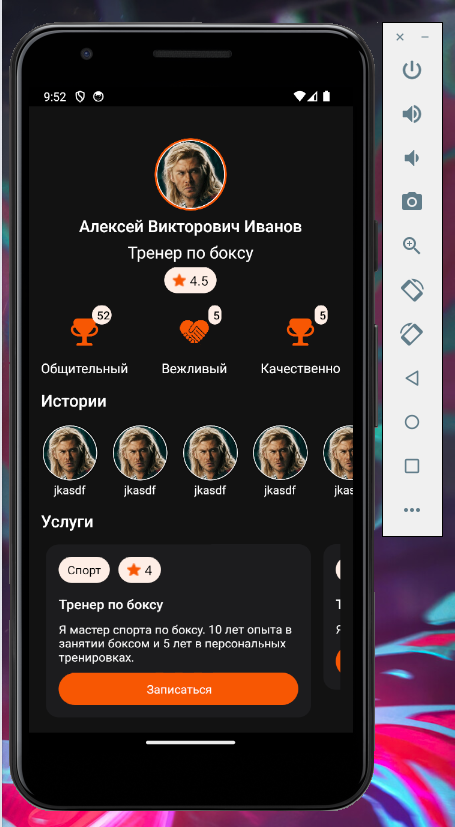 9:52
Алексей Викторович Иванов
Тренер по боксу
4.5
52 5 5
Общительный Вежливый Качественно
Истории
jkasdf jkasdf jkasdf jkasdf jkas
Услуги
Спорт 4
Тренер по боксу
Я мастер спорта по боксу. 10 лет опыта в
занятии боксом и 5 лет в персональных
тренировках.
Записаться